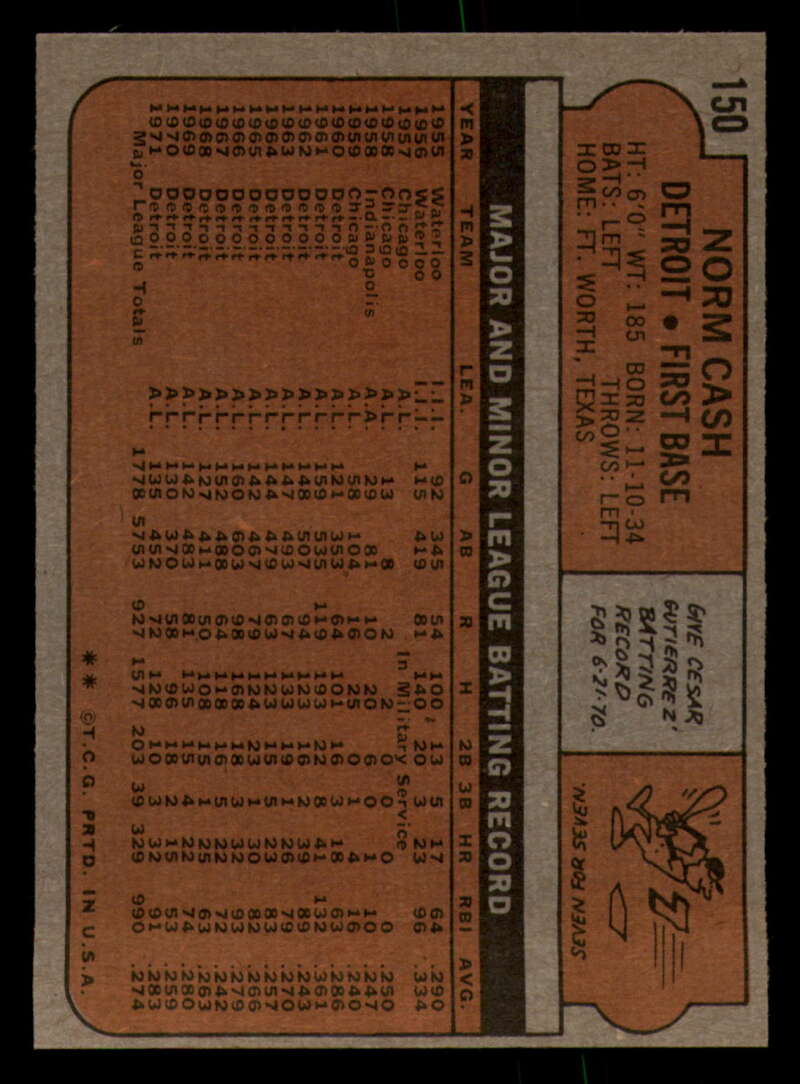 150
NORM CASH
DETROIT • FIRST BASE
HT: 6'0" WT: 185 BORN: 11-10-34
BATS: LEFT THROWS: LEFT
HOME: FT. WORTH, TEXAS
GIVE CESAR
GUTIERREZ'
BATTING
RECORD
FOR 6-21-70.
SEVEN FOR SEVEN.
MAJOR AND MINOR LEAGUE BATTING RECORD
YEAR TEAM LEA. G AB R H 2B 3B HR RBI AVG.
1955 Waterloo I.I.I. 92 345 54 100 13 5 17 64 .290
1956 Waterloo I.I.I. 115 419 81 140 20 3 23 96 .334
1957 Chicago A.L. In Military Service
1958 Chicago A.L. 13 8 2 2 0 0 0 0 .250
1958 Indianapolis A.A. 29 81 10 20 6 0 1 10 .247
1959 Chicago A.L. 58 104 16 25 0 1 4 16 .240
1960 Detroit A.L. 121 353 64 101 16 3 18 63 .286
1961 Detroit A.L. 159 535 119 193 22 8 41 132 .361
1962 Detroit A.L. 148 507 94 123 16 2 39 89 .243
1963 Detroit A.L. 147 493 67 133 19 1 26 79 .270
1964 Detroit A.L. 144 479 63 123 15 5 23 83 .257
1965 Detroit A.L. 142 467 79 124 23 1 30 82 .266
1966 Detroit A.L. 160 603 98 168 18 3 32 93 .279
1967 Detroit A.L. 152 488 64 118 16 5 22 72 .242
1968 Detroit A.L. 127 411 50 108 15 1 25 63 .263
1969 Detroit A.L. 142 483 81 135 15 4 22 74 .280
1970 Detroit A.L. 130 370 58 96 18 2 15 53 .259
1971 Detroit A.L. 135 452 72 128 10 3 32 91 .283
Major League Totals 1778 5753 927 1577 203 39 329 990 .274
** ©T.C.G. PRTD. IN U.S.A.